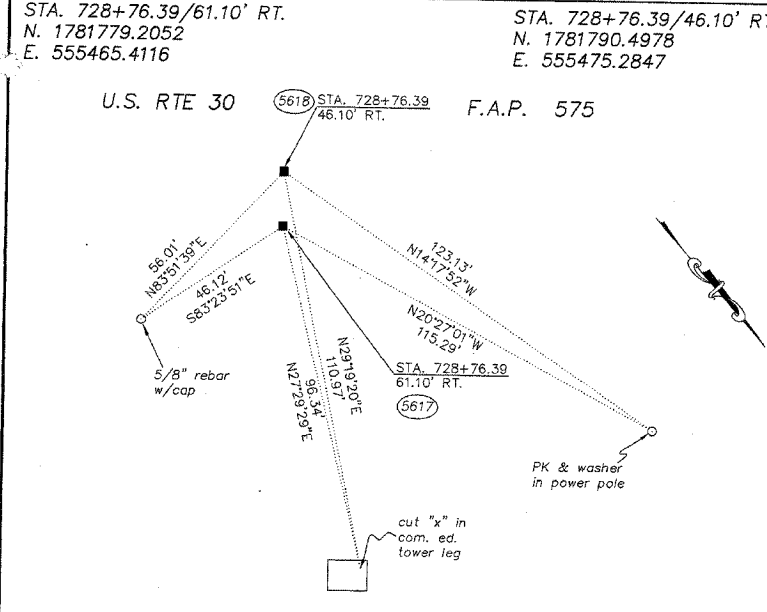 STA. 728+76.39/61.10' RT.
N. 1781779.2052
E. 555465.4116
STA. 728+76.39/46.10' RT
N. 1781790.4978
E. 555475.2847
U.S. RTE 30
5618
STA. 728+76.39
46.10' RT.
F.A.P. 575
56.01'
N83°51'39"E
46.12'
S83°23'51"E
123.13'
N14°17'52"W
N20°27'01"W
115.29'
N29°19'20"E
110.97'
96.34'
N27°29'29"E
STA. 728+76.39
61.10' RT.
5617
5/8" rebar
w/cap
PK & washer
in power pole
cut "x" in
com. ed.
tower leg